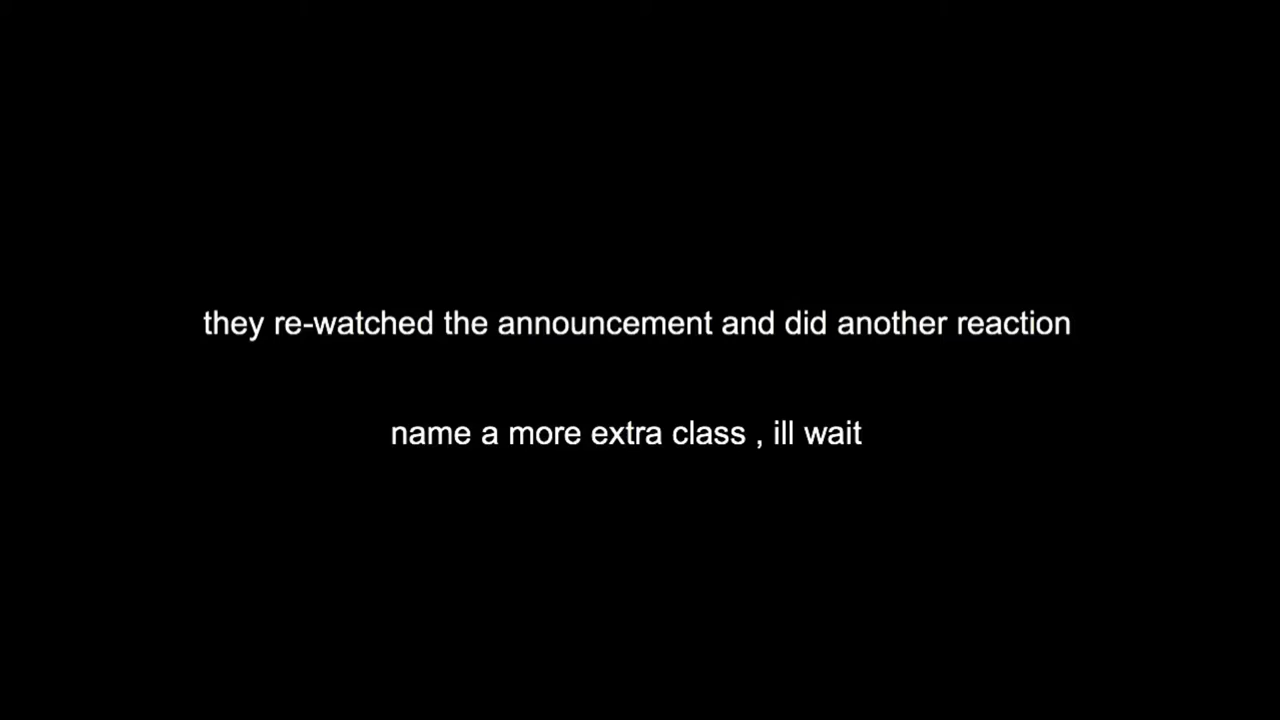 they re-watched the announcement and did another reaction
name a more extra class , ill wait